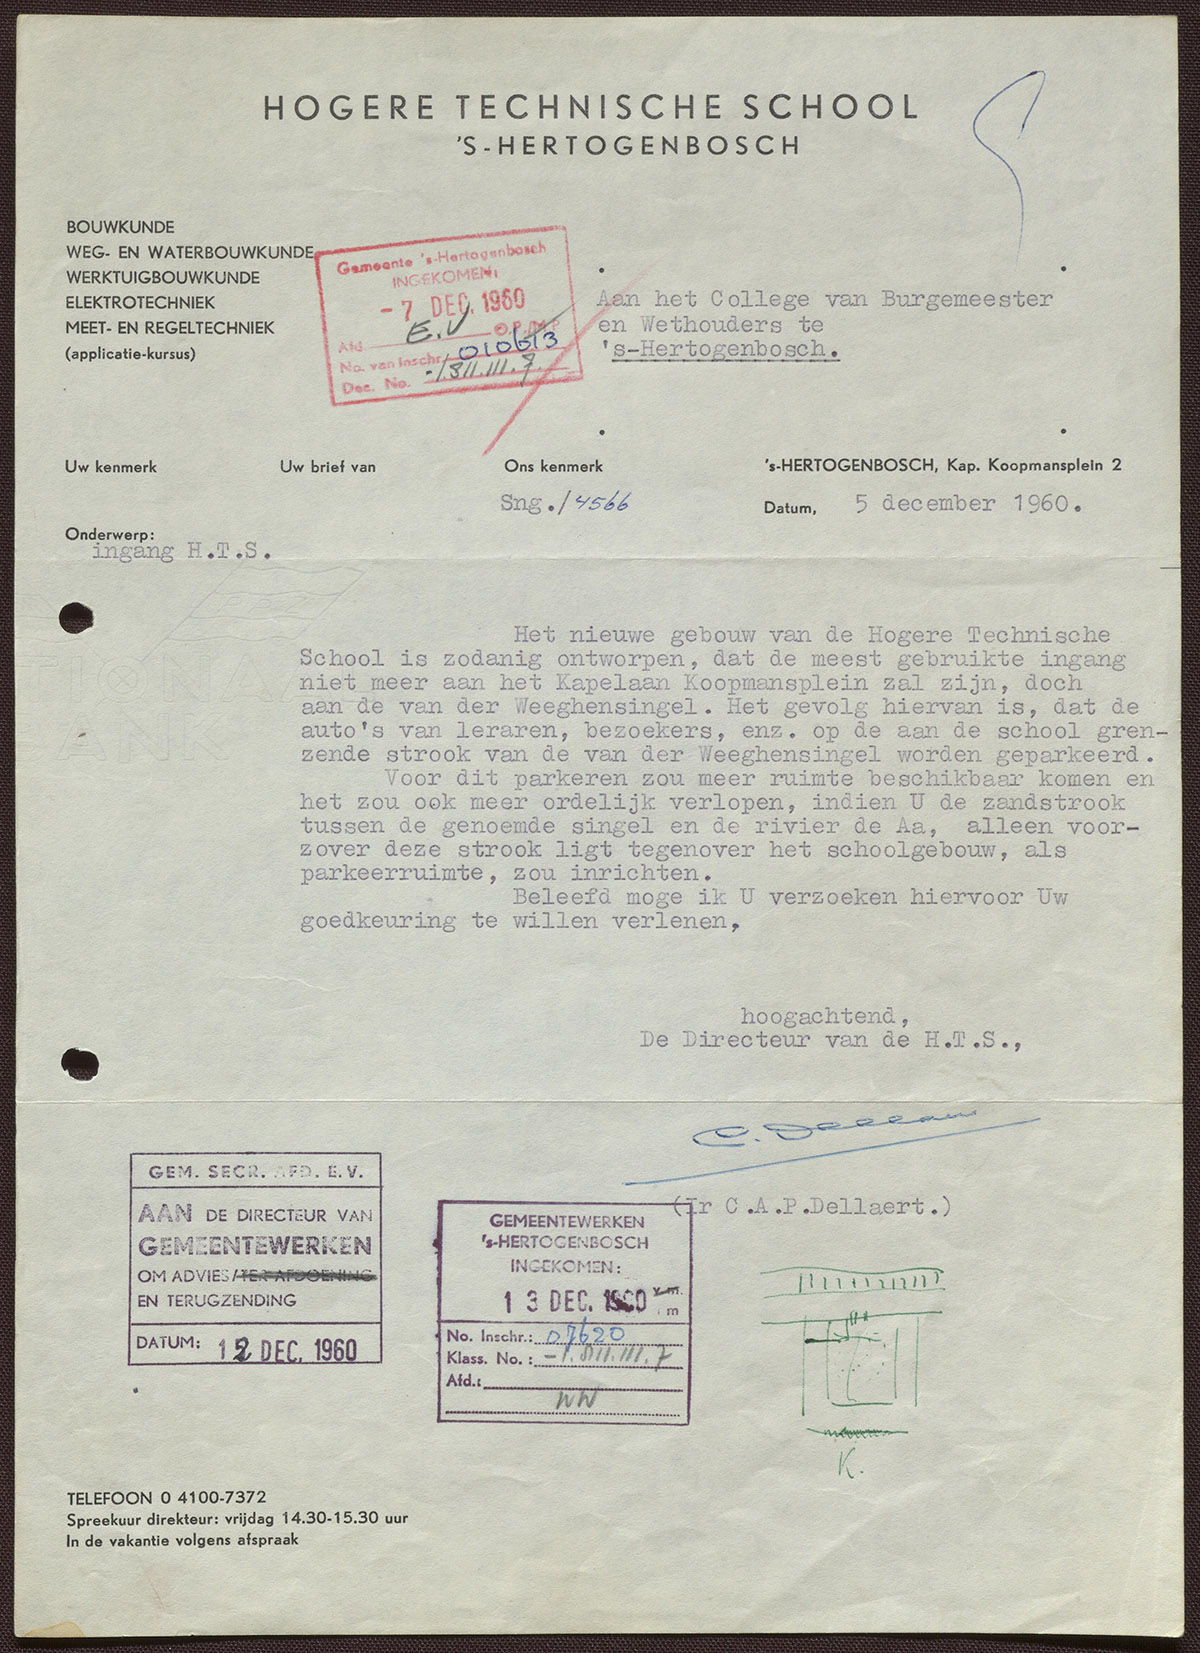 HOGERE TECHNISCHE SCHOOL
'S-HERTOGENBOSCH
BOUWKUNDE
WEG- EN WATERBOUWKUNDE
WERKTUIGBOUWKUNDE
ELEKTROTECHNIEK
MEET- EN REGELTECHNIEK
(applicatie-kursus)
Gemeente 's-Hertogenbosch
INGEKOMEN:
- 7 DEC. 1960
Afd. E.V O.P./M.P
No. van Inschr.
Doc. No. -1.811.111.7
Aan het College van Burgemeester
en Wethouders te
's-Hertogenbosch.
Uw kenmerk Uw brief van Ons kenmerk 's-HERTOGENBOSCH, Kap. Koopmansplein 2
Sng./4566 Datum, 5 december 1960.
Onderwerp:
ingang H.T.S.
Het nieuwe gebouw van de Hogere Technische
School is zodanig ontworpen, dat de meest gebruikte ingang
niet meer aan het Kapelaan Koopmansplein zal zijn, doch
aan de van der Weeghensingel. Het gevolg hiervan is, dat de
auto's van leraren, bezoekers, enz. op de aan de school gren-
zende strook van de van der Weeghensingel worden geparkeerd.
Voor dit parkeren zou meer ruimte beschikbaar komen en
het zou ook meer ordelijk verlopen, indien U de zandstrook
tussen de genoemde singel en de rivier de Aa, alleen voor-
zover deze strook ligt tegenover het schoolgebouw, als
parkeerruimte, zou inrichten.
Beleefd moge ik U verzoeken hiervoor Uw
goedkeuring te willen verlenen,
hoogachtend,
De Directeur van de H.T.S.,
(Ir C.A.P.Dellaert.)
GEM. SECR. AFD. E.V.
AAN DE DIRECTEUR VAN
GEMEENTEWERKEN
OM ADVIES/TER AFDOENING
EN TERUGZENDING
DATUM: 12 DEC. 1960
GEMEENTEWERKEN
's-HERTOGENBOSCH
INGEKOMEN:
13 DEC. 1960 v.m.
n m
No. Inschr.: 07620
Klass. No.: -1.811.111.7
Afd.:
WW
K.
TELEFOON 0 4100-7372
Spreekuur direkteur: vrijdag 14.30-15.30 uur
In de vakantie volgens afspraak